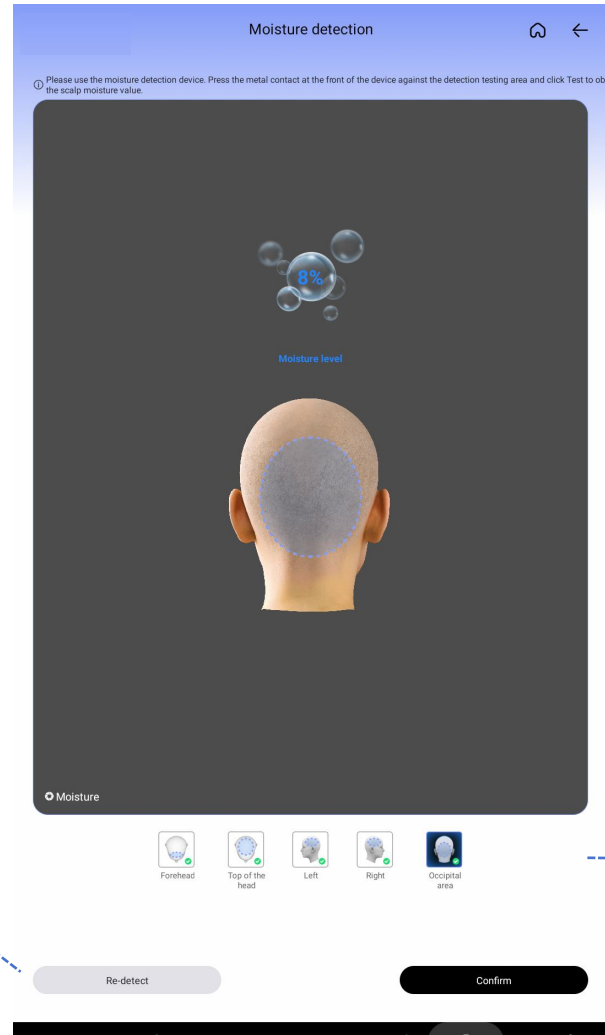 Moisture detection
Please use the moisture detection device. Press the metal contact at the front of the device against the detection testing area and click Test to ob
the scalp moisture value.
8%
Moisture level
Moisture
Forehead
Top of the
head
Left
Right
Occipital
area
Re-detect
Confirm